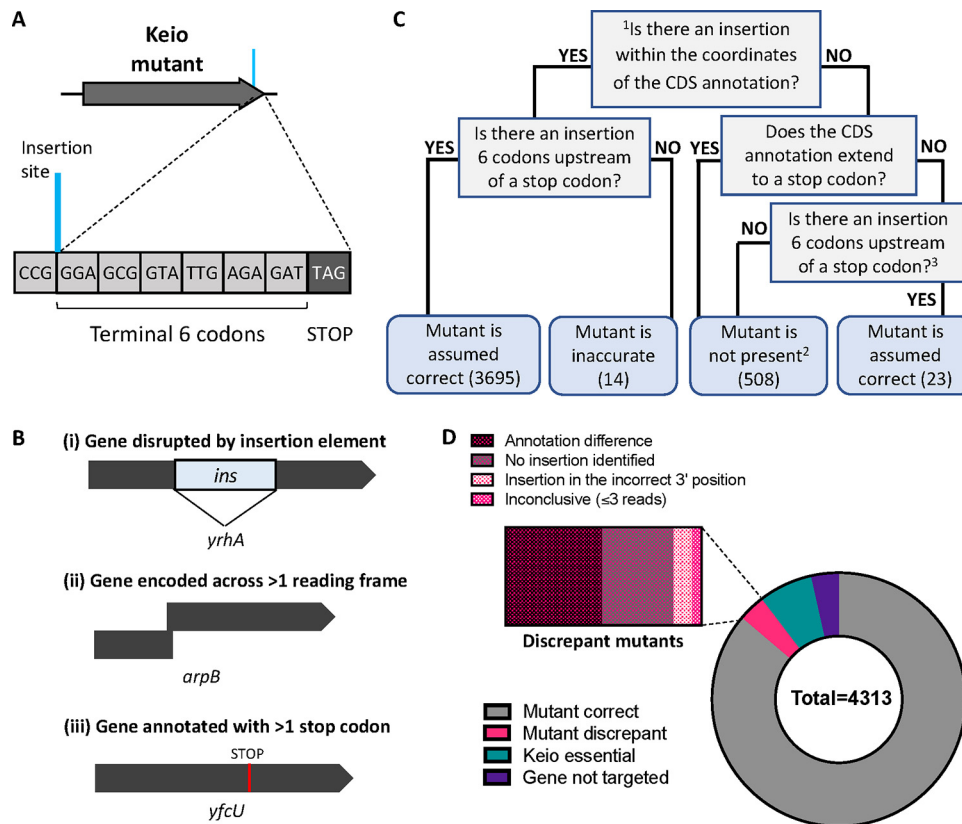 A
Keio
mutant
Insertion
site
CCG GGA GCG GTA TTG AGA GAT TAG
Terminal 6 codons STOP
B
(i) Gene disrupted by insertion element
ins
yrhA
(ii) Gene encoded across >1 reading frame
arpB
(iii) Gene annotated with >1 stop codon
STOP
yfcU
C
¹Is there an insertion
within the coordinates
of the CDS annotation?
YES
NO
Is there an insertion
6 codons upstream
of a stop codon?
YES
NO
Does the CDS
annotation extend
to a stop codon?
YES
NO
Is there an insertion
6 codons upstream
of a stop codon?³
NO
YES
Mutant is
assumed
correct (3695)
Mutant is
inaccurate
(14)
Mutant is
not present²
(508)
Mutant is
assumed
correct (23)
D
Annotation difference
No insertion identified
Insertion in the incorrect 3' position
Inconclusive (≤3 reads)
Discrepant mutants
Total=4313
Mutant correct
Mutant discrepant
Keio essential
Gene not targeted